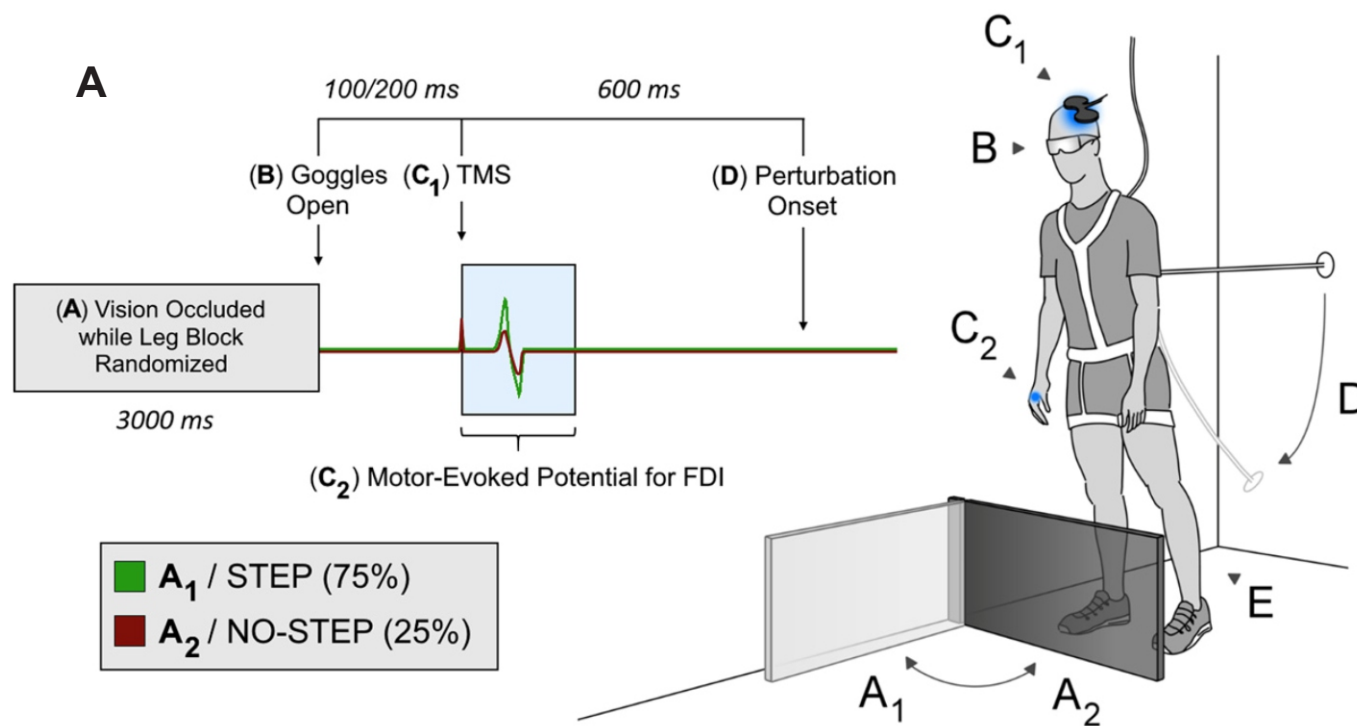 A
100/200 ms
600 ms
(B) Goggles
Open
(C1) TMS
(D) Perturbation
Onset
(A) Vision Occluded
while Leg Block
Randomized
3000 ms
(C2) Motor-Evoked Potential for FDI
A1 / STEP (75%)
A2 / NO-STEP (25%)
C1
B
C2
D
E
A1
A2